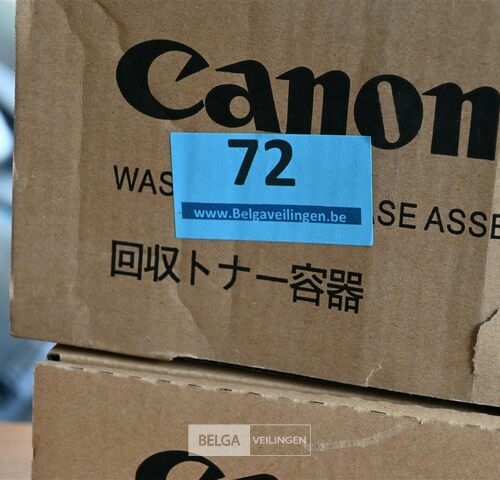 Canon
72
www.Belgaveilingen.be
回収トナー容器
BELGA VEILINGEN